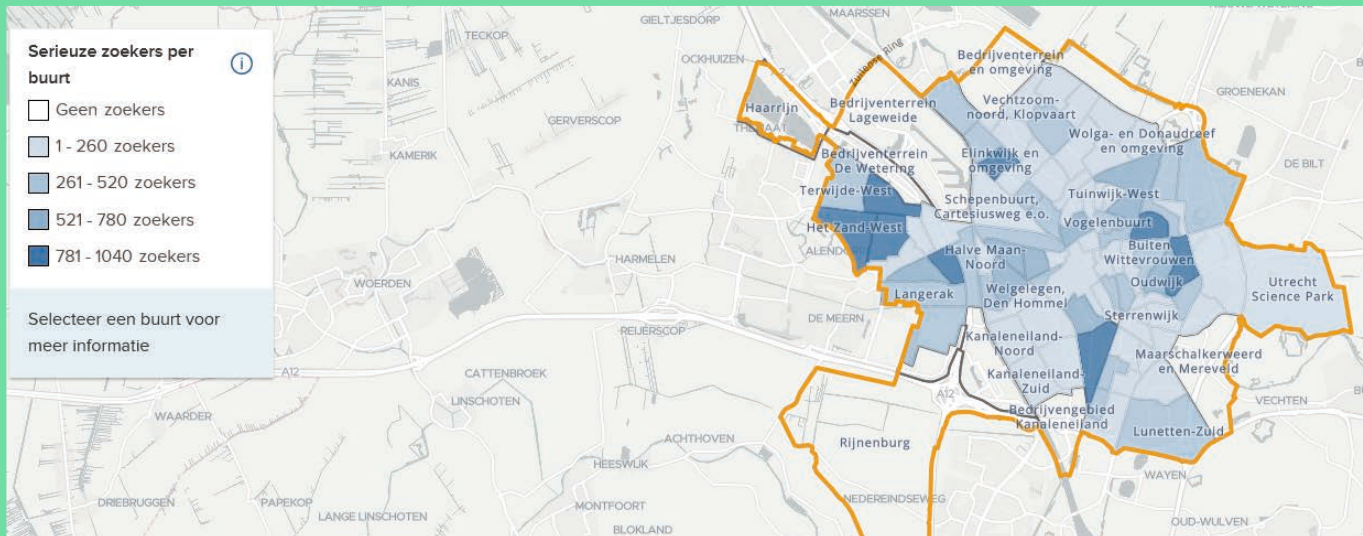 Serieuze zoekers per
buurt
i
Geen zoekers
1 - 260 zoekers
261 - 520 zoekers
521 - 780 zoekers
781 - 1040 zoekers
Selecteer een buurt voor
meer informatie
GIELTJESDORP
MAARSSEN
TECKOP
OCKHUIZEN
Zuilense Ring
Bedrijventerrein
en omgeving
KANIS
GROENEKAN
Haarrijn
Bedrijventerrein
Lageweide
Vechtzoom-
noord, Klopvaart
GERVERSCOP
Wolga- en Donaudreef
en omgeving
KAMERIK
Bedrijventerrein
De Wetering
Elinkwijk en
omgeving
DE BILT
Terwijde-West
Tuinwijk-West
Schepenbuurt,
Cartesiusweg e.o.
Het Zand-West
Vogelenbuurt
HARMELEN
Halve Maan-
Noord
Buiten
Wittevrouwen
WOERDEN
Langerak
Welgelegen,
Den Hommel
Oudwijk
Utrecht
Science Park
DE MEERN
Sterrenwijk
REIJERSCOP
Kanaleneiland-
Noord
Maarschalkerweerd
en Mereveld
A12
CATTENBROEK
Kanaleneiland-
Zuid
LINSCHOTEN
A12
VECHTEN
WAARDER
Bedrijvengebied
Kanaleneiland
Lunetten-Zuid
ACHTHOVEN
Rijnenburg
HEESWIJK
WAYEN
DRIEBRUGGEN
PAPEKOP
MONTFOORT
NEDEREINDSEWEG
LANGE LINSCHOTEN
BLOKLAND
OUD-WULVEN